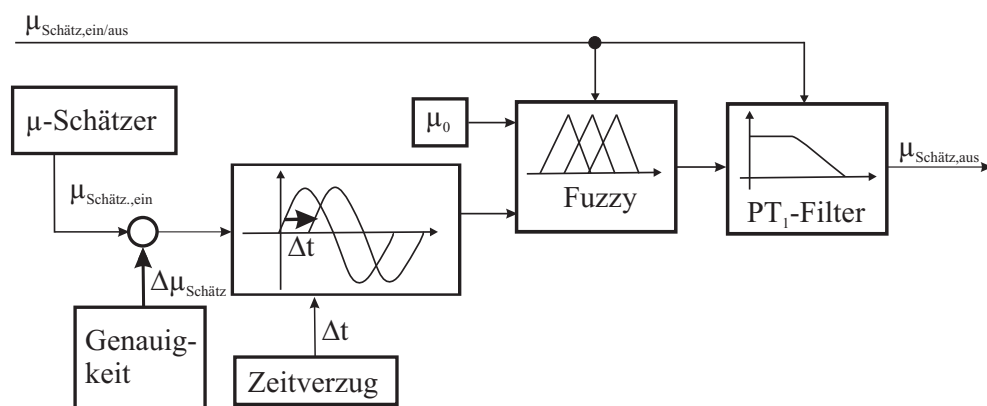 μSchätz,ein/aus
μ-Schätzer
μ0
Fuzzy
PT1-Filter
μSchätz,aus
μSchätz.,ein
Δt
ΔμSchätz
Genauig-
keit
Δt
Zeitverzug